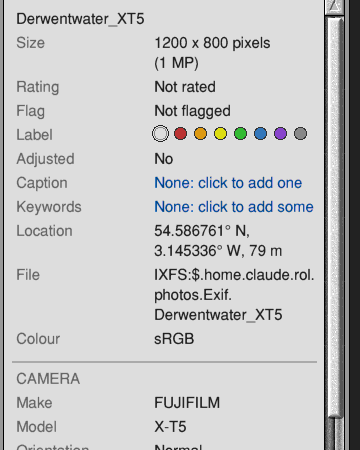 Derwentwater_XT5
Size 1200 x 800 pixels
(1 MP)
Rating Not rated
Flag Not flagged
Label
Adjusted No
Caption None: click to add one
Keywords None: click to add some
Location 54.586761° N,
3.145336° W, 79 m
File IXFS:$.home.claude.rol.
photos.Exif.
Derwentwater_XT5
Colour sRGB
CAMERA
Make FUJIFILM
Model X-T5
Orientation Normal